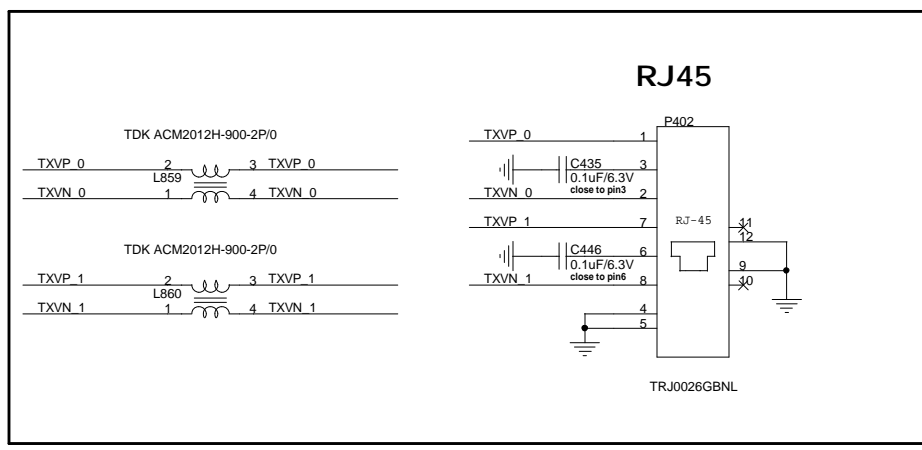 RJ45
TDK ACM2012H-900-2P/0
TXVP_0 2 3 TXVP_0
L859
TXVN_0 1 4 TXVN_0
TDK ACM2012H-900-2P/0
TXVP_1 2 3 TXVP_1
L860
TXVN_1 1 4 TXVN_1
P402
TXVP_0 1
C435 3
0.1uF/6.3V
close to pin3
TXVN_0 2
TXVP_1 7
RJ-45
11
12
C446 6
0.1uF/6.3V
close to pin6
9
TXVN_1 8
10
4
5
TRJ0026GBNL